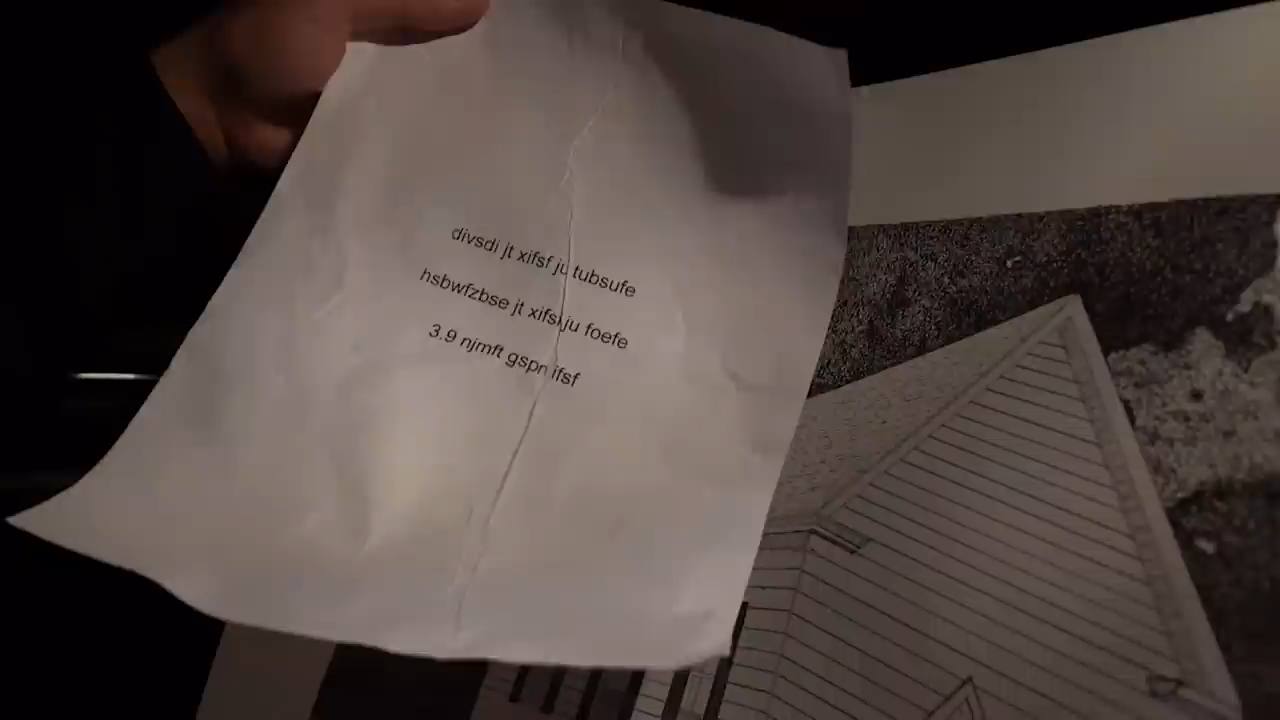 divsdi jt xifsf ju tubsufe
hsbwfzbse jt xifsf ju foefe
3.9 njmft gspn ifsf